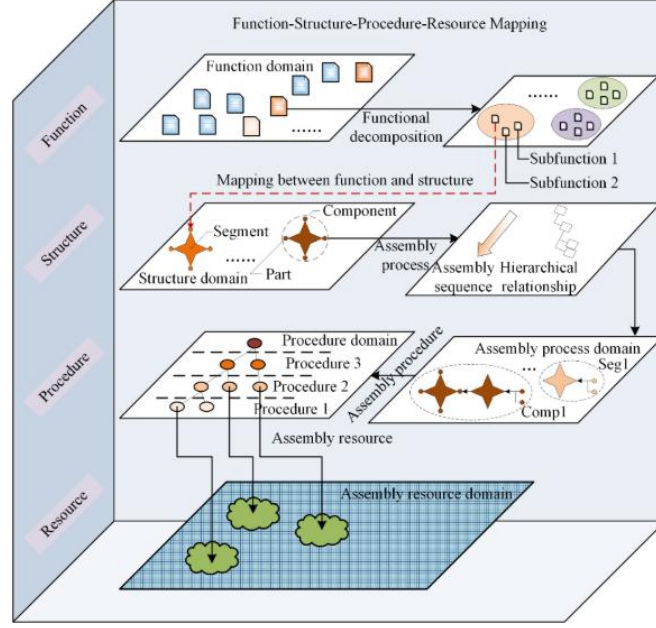 Function-Structure-Procedure-Resource Mapping
Function
Function domain
......
Functional
decomposition
......
Subfunction 1
Subfunction 2
Mapping between function and structure
Structure
Segment
Component
......
Part
Structure domain
Assembly
process
Assembly
sequence
Hierarchical
relationship
Procedure
Procedure domain
Procedure 3
Procedure 2
Procedure 1
Assembly procedure
Assembly process domain
...
Seg1
Comp1
Assembly resource
Resource
Assembly resource domain